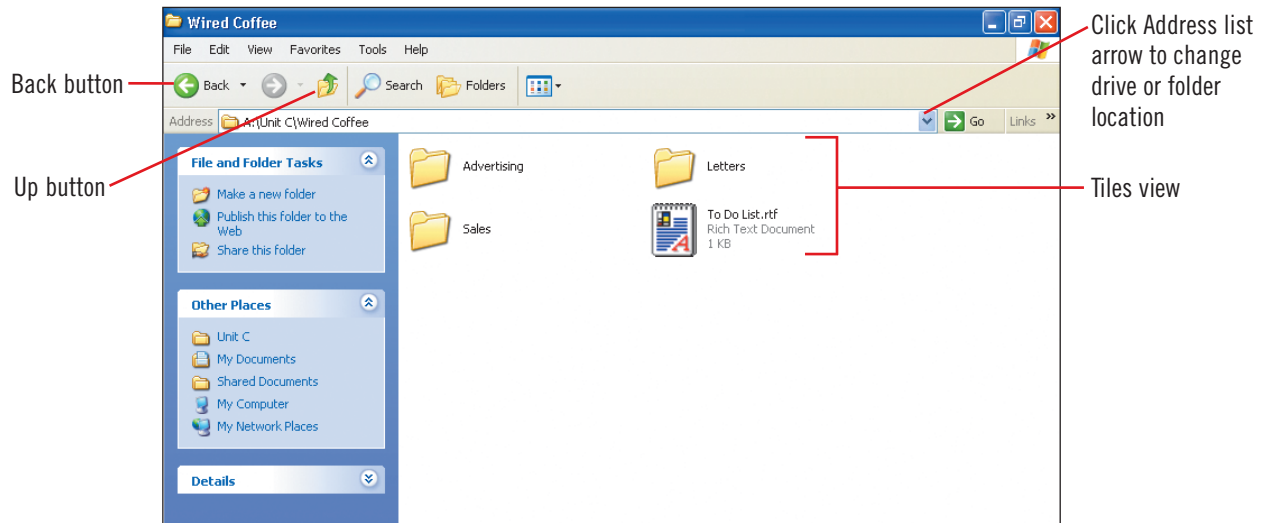 Wired Coffee
File Edit View Favorites Tools Help
Back Search Folders
Address A:\Unit C\Wired Coffee Go Links »
Click Address list
arrow to change
drive or folder
location
Back button
Up button
File and Folder Tasks
Make a new folder
Publish this folder to the
Web
Share this folder
Other Places
Unit C
My Documents
Shared Documents
My Computer
My Network Places
Details
Advertising
Letters
Sales
To Do List.rtf
Rich Text Document
1 KB
Tiles view